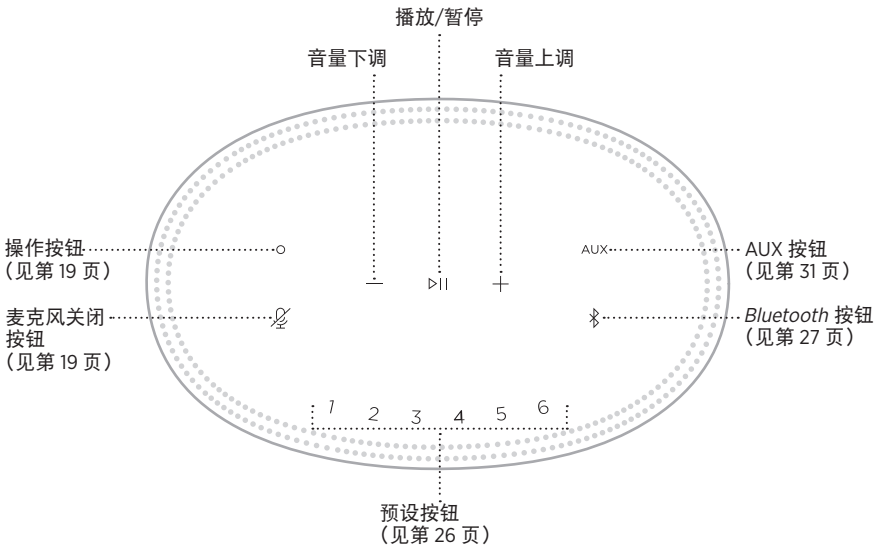 播放/暂停
音量下调
音量上调
操作按钮
（见第 19 页）
AUX
AUX 按钮
（见第 31 页）
麦克风关闭
按钮
（见第 19 页）
Bluetooth 按钮
（见第 27 页）
1 2 3 4 5 6
预设按钮
（见第 26 页）